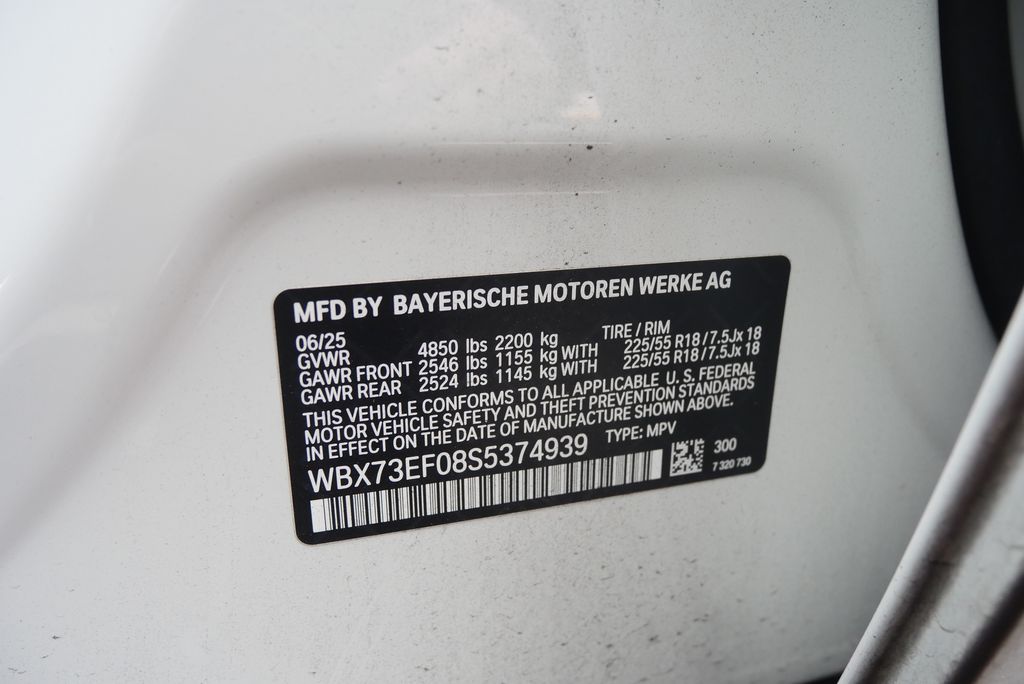 MFD BY BAYERISCHE MOTOREN WERKE AG
06/25 TIRE / RIM
GVWR 4850 lbs 2200 kg
GAWR FRONT 2546 lbs 1155 kg WITH 225/55 R18 / 7.5Jx 18
GAWR REAR 2524 lbs 1145 kg WITH 225/55 R18 / 7.5Jx 18
THIS VEHICLE CONFORMS TO ALL APPLICABLE U. S. FEDERAL
MOTOR VEHICLE SAFETY AND THEFT PREVENTION STANDARDS
IN EFFECT ON THE DATE OF MANUFACTURE SHOWN ABOVE.
WBX73EF08S5374939 TYPE: MPV
300
7 320 730